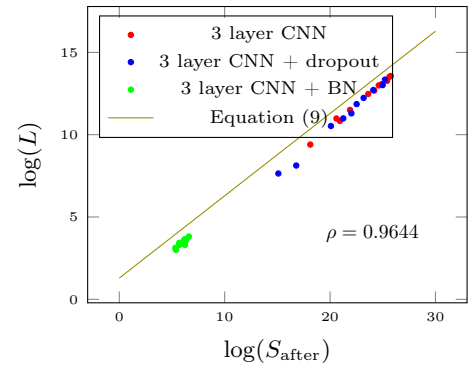 3 layer CNN
3 layer CNN + dropout
3 layer CNN + BN
Equation (9)
15
10
5
0
log(L)
ρ = 0.9644
0 10 20 30
log(S_after)